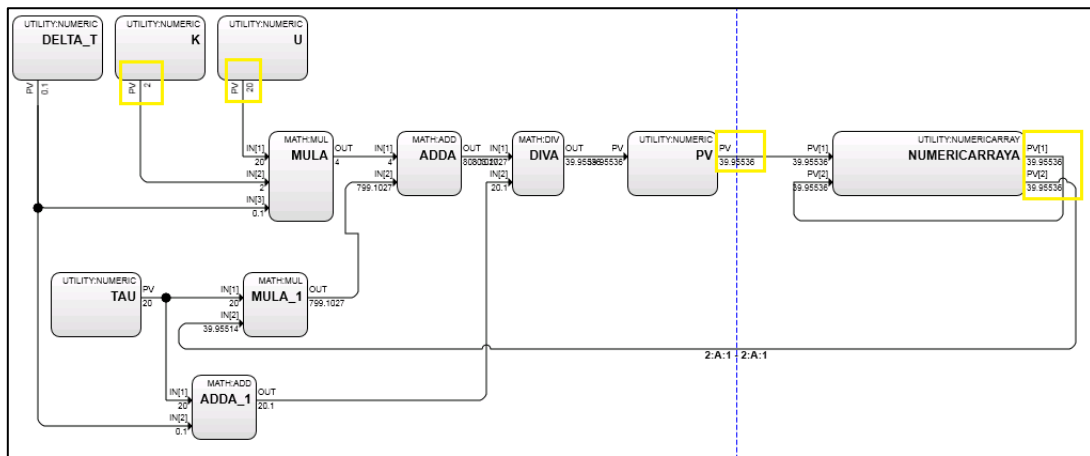 UTILITY:NUMERIC
DELTA_T
PV
0.1
UTILITY:NUMERIC
K
PV
2
UTILITY:NUMERIC
U
PV
20
MATH:MUL
MULA
IN[1]
20
IN[2]
2
IN[3]
0.1
OUT
4
MATH:ADD
ADDA
IN[1]
4
IN[2]
799.1027
OUT
MATH:DIV
DIVA
IN[1]
IN[2]
20.1
OUT
UTILITY:NUMERIC
PV
PV
PV
39.95536
UTILITY:NUMERICARRAY
NUMERICARRAYA
PV[1]
39.95536
PV[2]
39.95536
PV[1]
39.95536
PV[2]
39.95536
UTILITY:NUMERIC
TAU
PV
20
MATH:MUL
MULA_1
IN[1]
20
IN[2]
39.95514
OUT
799.1027
2:A:1 - 2:A:1
MATH:ADD
ADDA_1
IN[1]
20
IN[2]
0.1
OUT
20.1